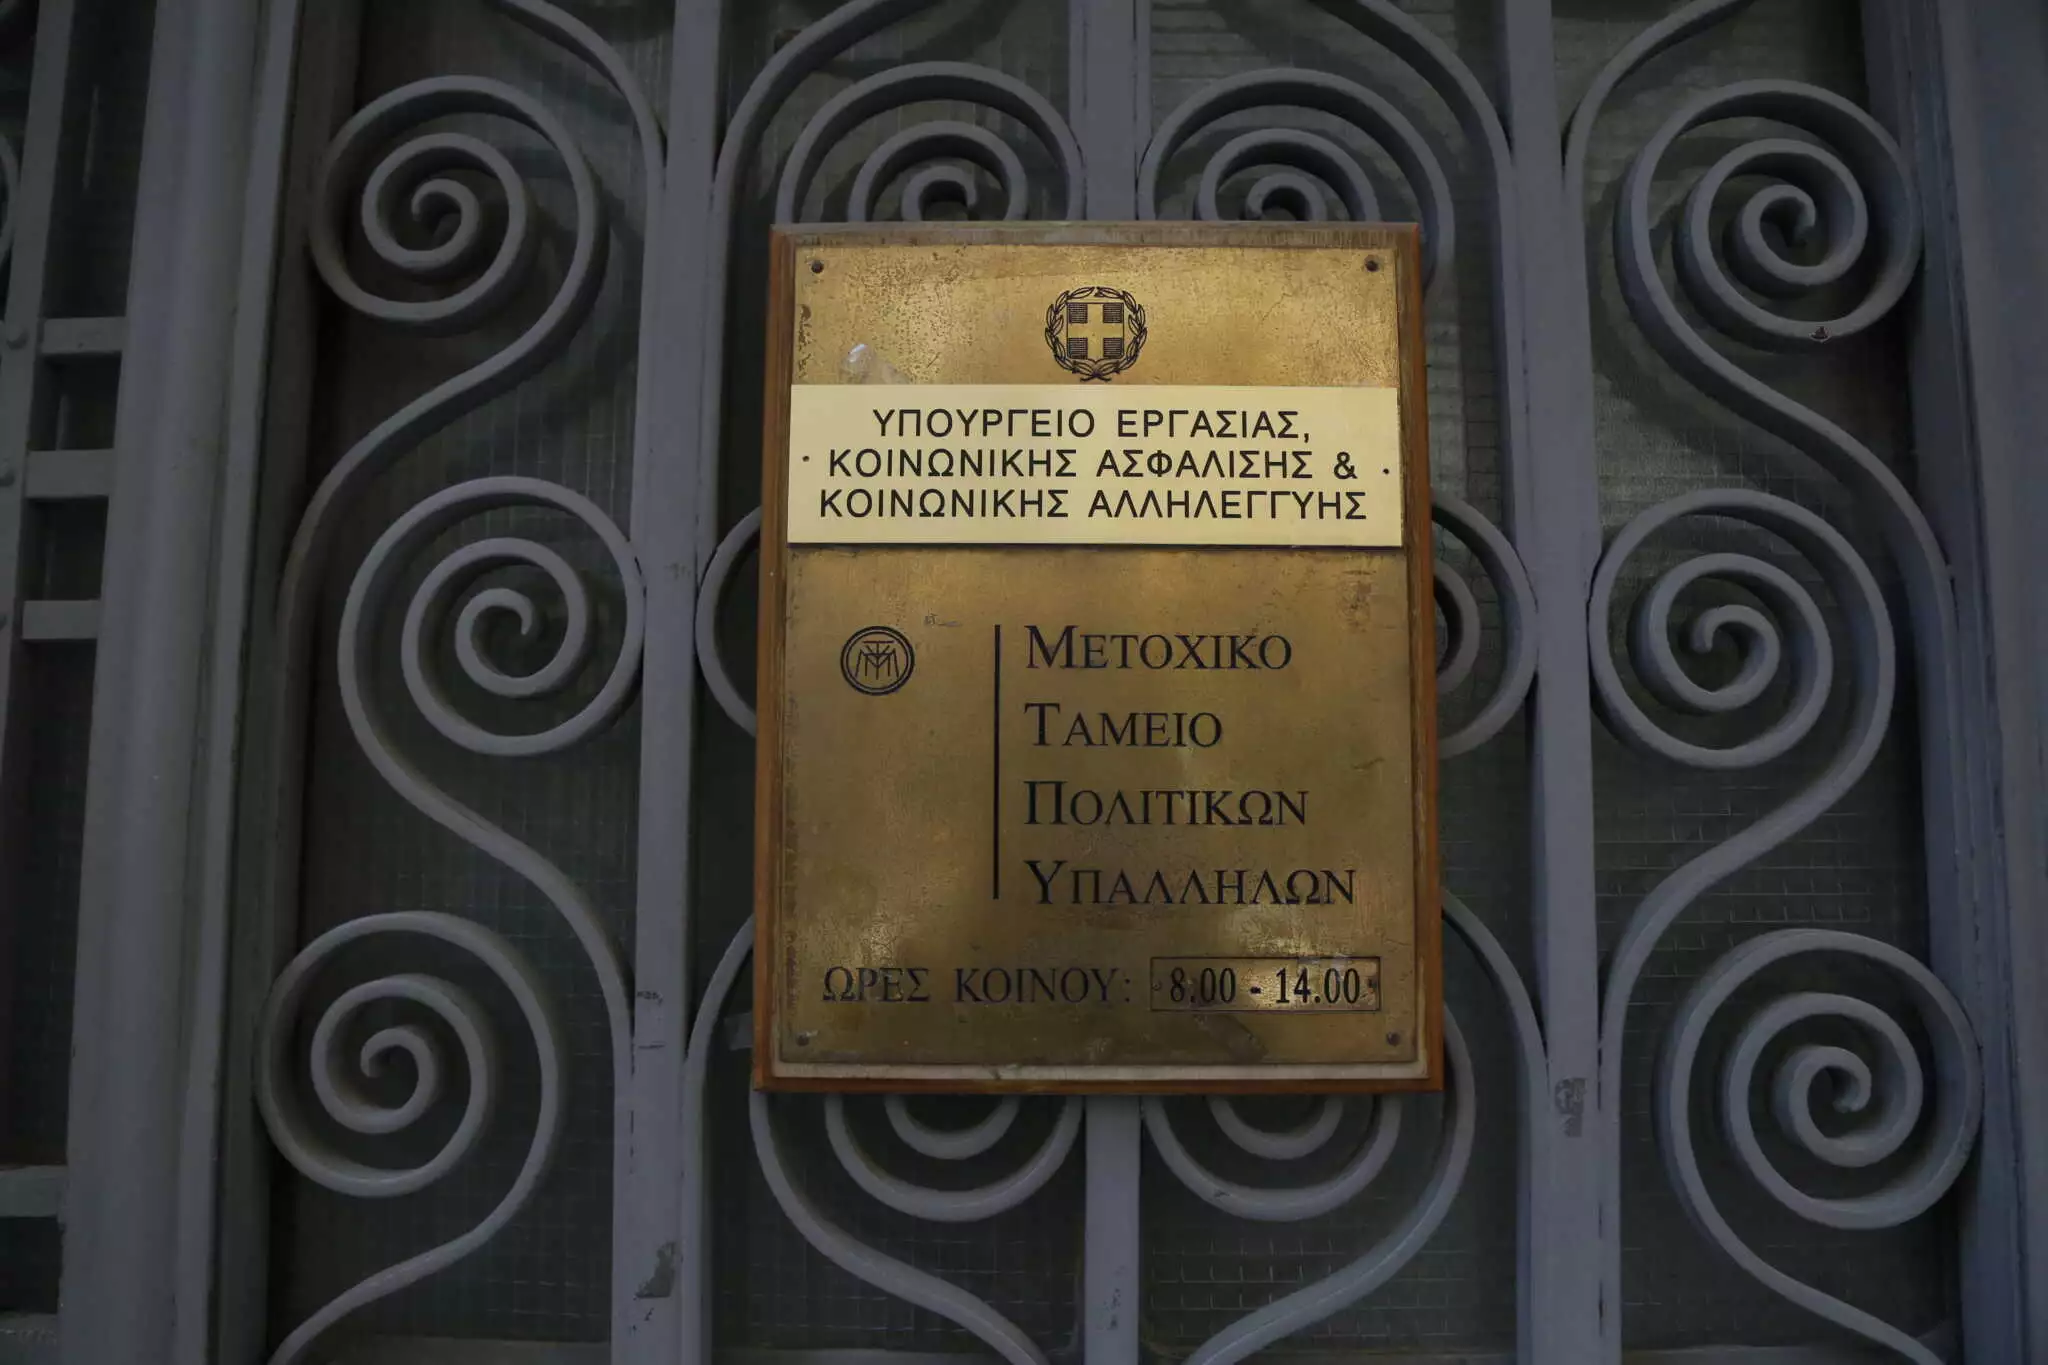 ΥΠΟΥΡΓΕΙΟ ΕΡΓΑΣΙΑΣ,
ΚΟΙΝΩΝΙΚΗΣ ΑΣΦΑΛΙΣΗΣ &
ΚΟΙΝΩΝΙΚΗΣ ΑΛΛΗΛΕΓΓΥΗΣ
ΜΕΤΟΧΙΚΟ
ΤΑΜΕΙΟ
ΠΟΛΙΤΙΚΩΝ
ΥΠΑΛΛΗΛΩΝ
ΩΡΕΣ ΚΟΙΝΟΥ: 8.00 - 14.00